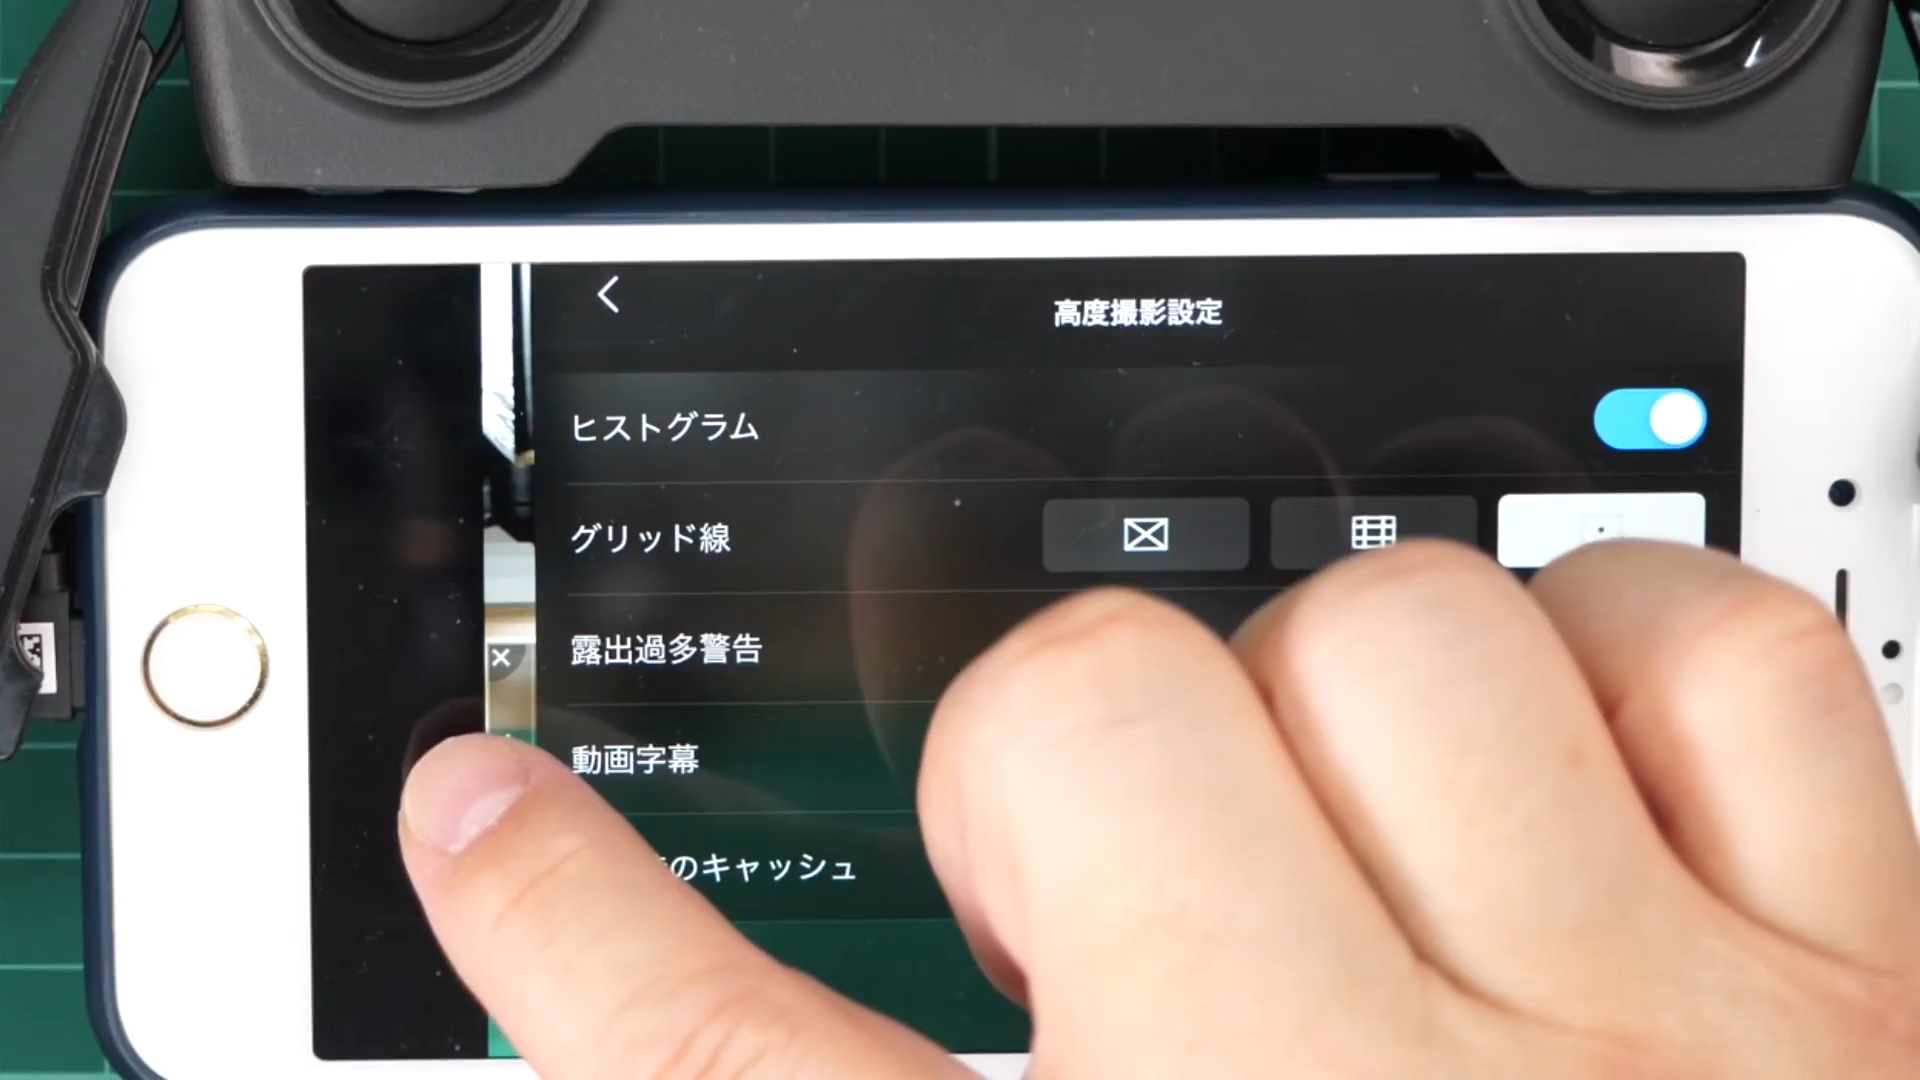 高度撮影設定
ヒストグラム
グリッド線
露出過多警告
動画字幕
のキャッシュ